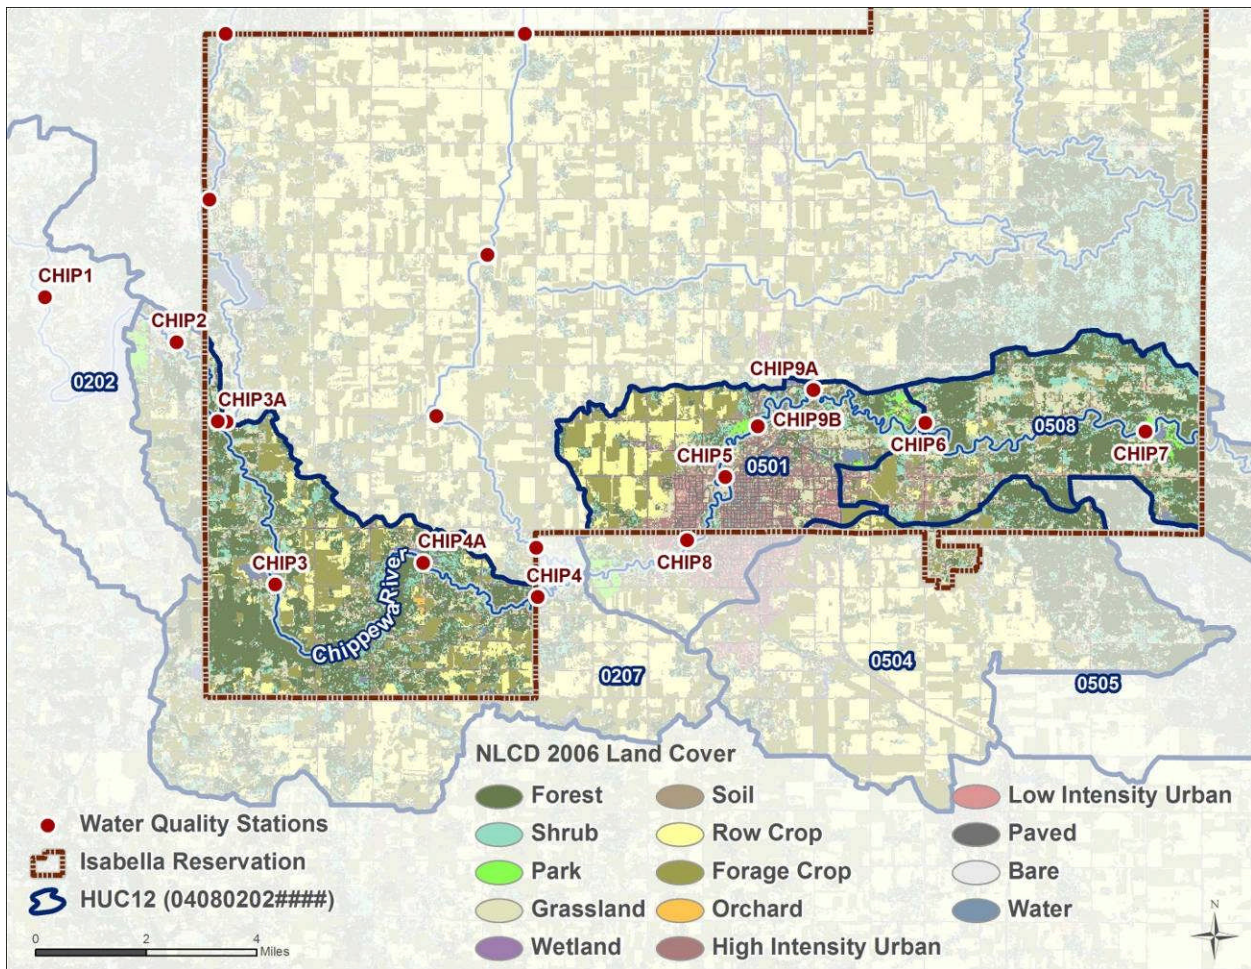 CHIP1
CHIP2
0202
CHIP3A
CHIP9A
CHIP9B
CHIP6
0508
CHIP7
CHIP5
0501
CHIP4A
CHIP3
CHIP4
CHIP8
Chippewa River
0207
0504
0505
NLCD 2006 Land Cover
Forest
Shrub
Park
Grassland
Wetland
Soil
Row Crop
Forage Crop
Orchard
High Intensity Urban
Low Intensity Urban
Paved
Bare
Water
Water Quality Stations
Isabella Reservation
HUC12 (04080202####)
0 2 4
Miles
N